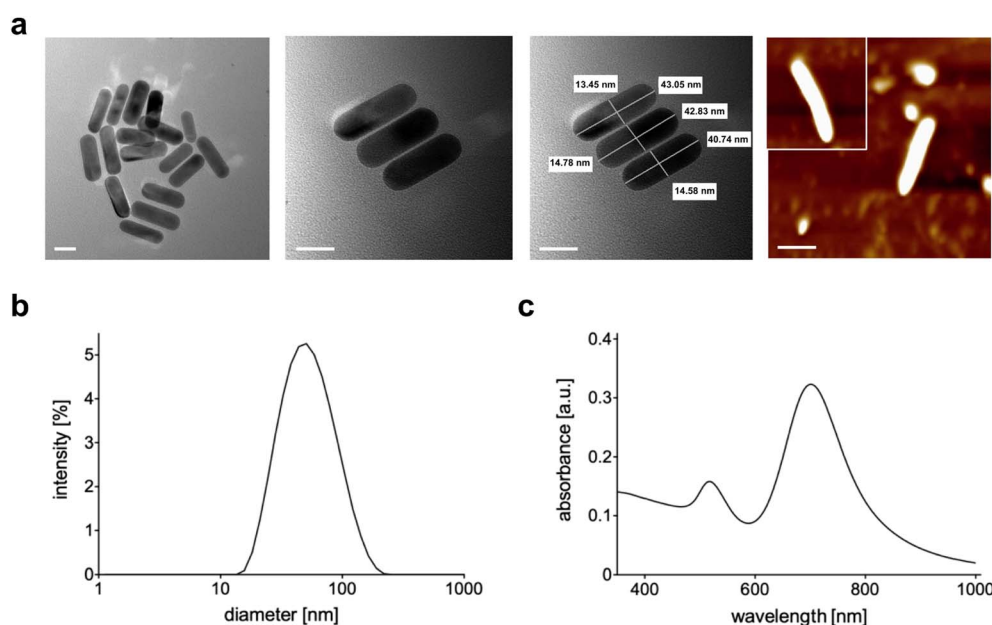 a
13.45 nm
43.05 nm
42.83 nm
40.74 nm
14.78 nm
14.58 nm
b
5
4
3
2
1
0
1
10
100
1000
intensity [%]
diameter [nm]
c
0.4
0.3
0.2
0.1
0
400
600
800
1000
absorbance [a.u.]
wavelength [nm]